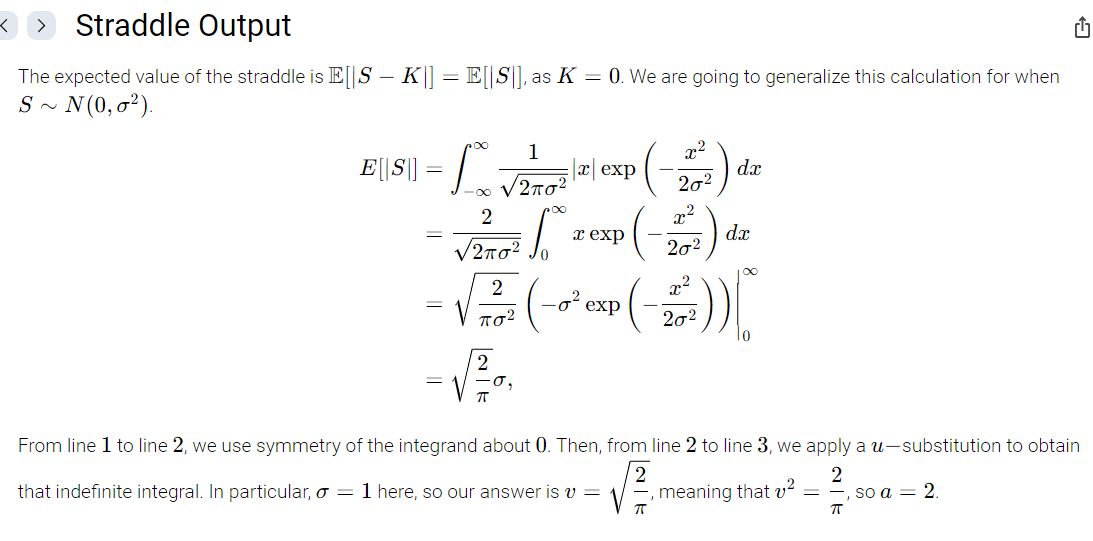 Straddle Output
The expected value of the straddle is $\mathbb{E}[|S - K|] = \mathbb{E}[|S|]$, as $K = 0$. We are going to generalize this calculation for when
$S \sim N(0, \sigma^2)$.
$E[|S|] = \int_{-\infty}^{\infty} \frac{1}{\sqrt{2\pi\sigma^2}} |x| \exp\left(-\frac{x^2}{2\sigma^2}\right) dx$
$= \frac{2}{\sqrt{2\pi\sigma^2}} \int_0^{\infty} x \exp\left(-\frac{x^2}{2\sigma^2}\right) dx$
$= \sqrt{\frac{2}{\pi\sigma^2}} \left(-\sigma^2 \exp\left(-\frac{x^2}{2\sigma^2}\right)\right)\Big|_0^{\infty}$
$= \sqrt{\frac{2}{\pi}}\sigma,$
From line $1$ to line $2$, we use symmetry of the integrand about $0$. Then, from line $2$ to line $3$, we apply a $u-$substitution to obtain
that indefinite integral. In particular, $\sigma = 1$ here, so our answer is $v = \sqrt{\frac{2}{\pi}}$, meaning that $v^2 = \frac{2}{\pi}$, so $a = 2$.